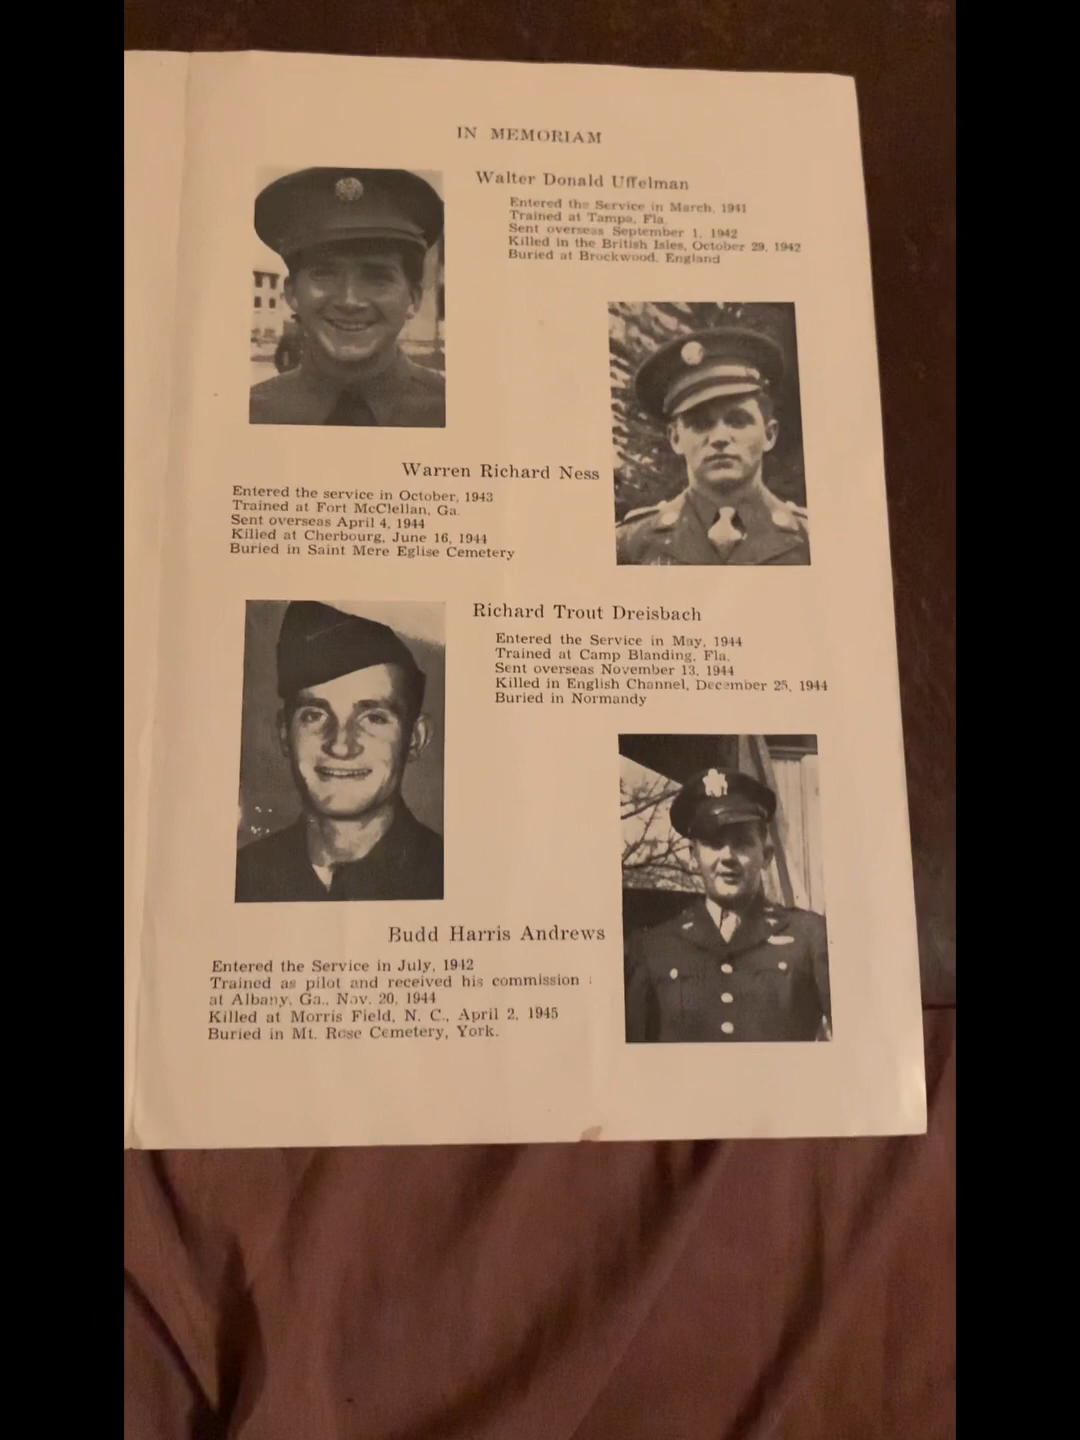 IN MEMORIAM
Walter Donald Uffelman
Entered the Service in March, 1941
Trained at Tampa, Fla.
Sent overseas September 1, 1942
Killed in the British Isles, October 29, 1942
Buried at Brockwood, England
Warren Richard Ness
Entered the service in October, 1943
Trained at Fort McClellan, Ga.
Sent overseas April 4, 1944
Killed at Cherbourg, June 16, 1944
Buried in Saint Mere Eglise Cemetery
Richard Trout Dreisbach
Entered the Service in May, 1944
Trained at Camp Blanding, Fla.
Sent overseas November 13, 1944
Killed in English Channel, December 25, 1944
Buried in Normandy
Budd Harris Andrews
Entered the Service in July, 1942
Trained as pilot and received his commission
at Albany, Ga., Nov. 20, 1944
Killed at Morris Field, N. C., April 2, 1945
Buried in Mt. Rose Cemetery, York.